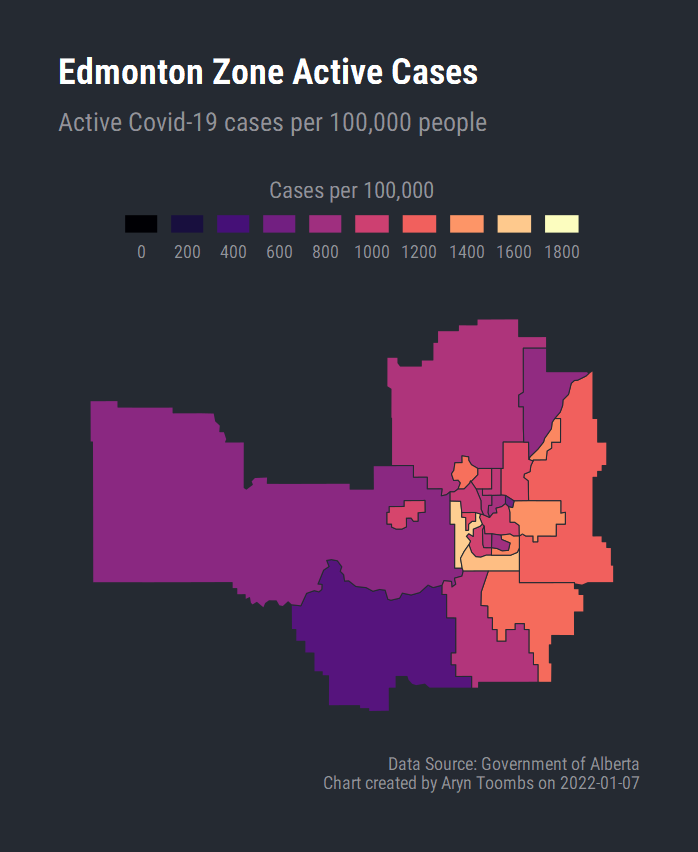 Edmonton Zone Active Cases
Active Covid-19 cases per 100,000 people
Cases per 100,000
0 200 400 600 800 1000 1200 1400 1600 1800
Data Source: Government of Alberta
Chart created by Aryn Toombs on 2022-01-07